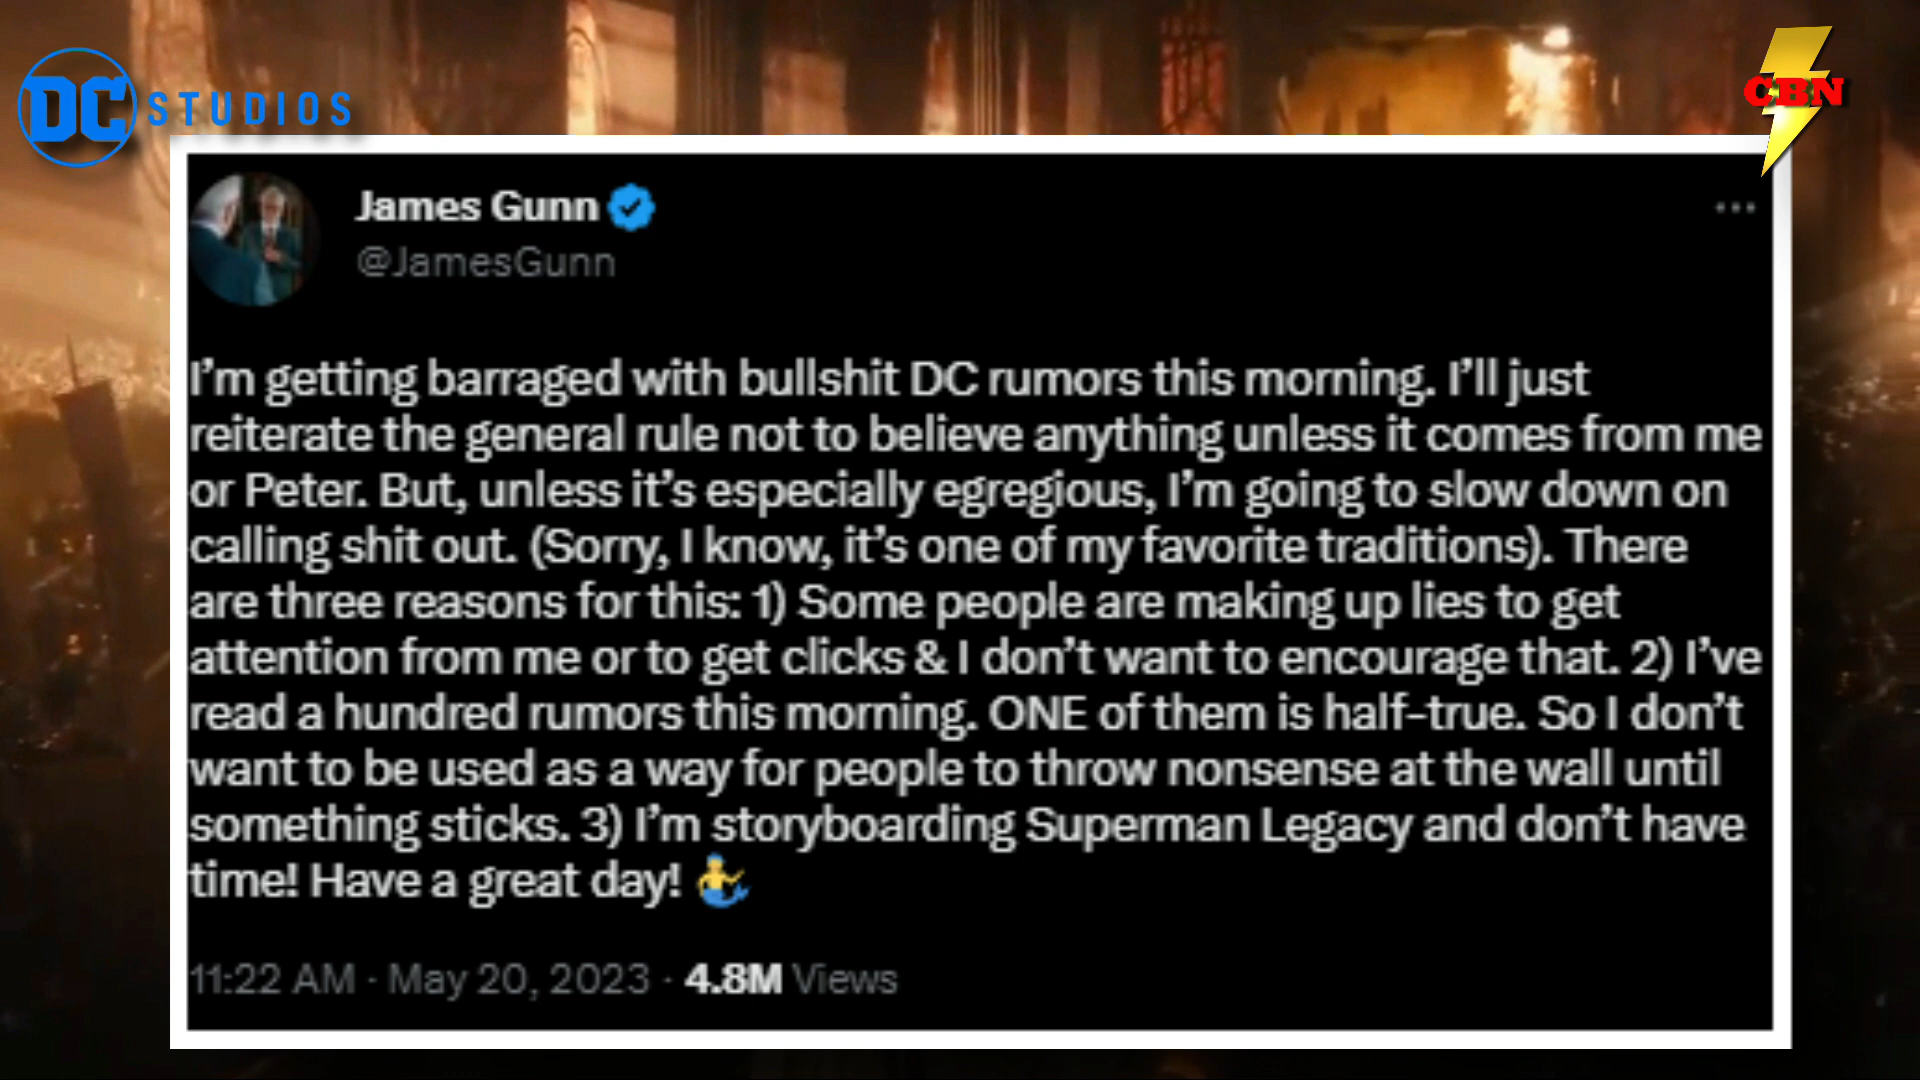 DC STUDIOS
CBN
James Gunn
@JamesGunn
I'm getting barraged with bullshit DC rumors this morning. I'll just
reiterate the general rule not to believe anything unless it comes from me
or Peter. But, unless it's especially egregious, I'm going to slow down on
calling shit out. (Sorry, I know, it's one of my favorite traditions). There
are three reasons for this: 1) Some people are making up lies to get
attention from me or to get clicks & I don't want to encourage that. 2) I've
read a hundred rumors this morning. ONE of them is half-true. So I don't
want to be used as a way for people to throw nonsense at the wall until
something sticks. 3) I'm storyboarding Superman Legacy and don't have
time! Have a great day! 🧜‍♂️
11:22 AM · May 20, 2023 · 4.8M Views